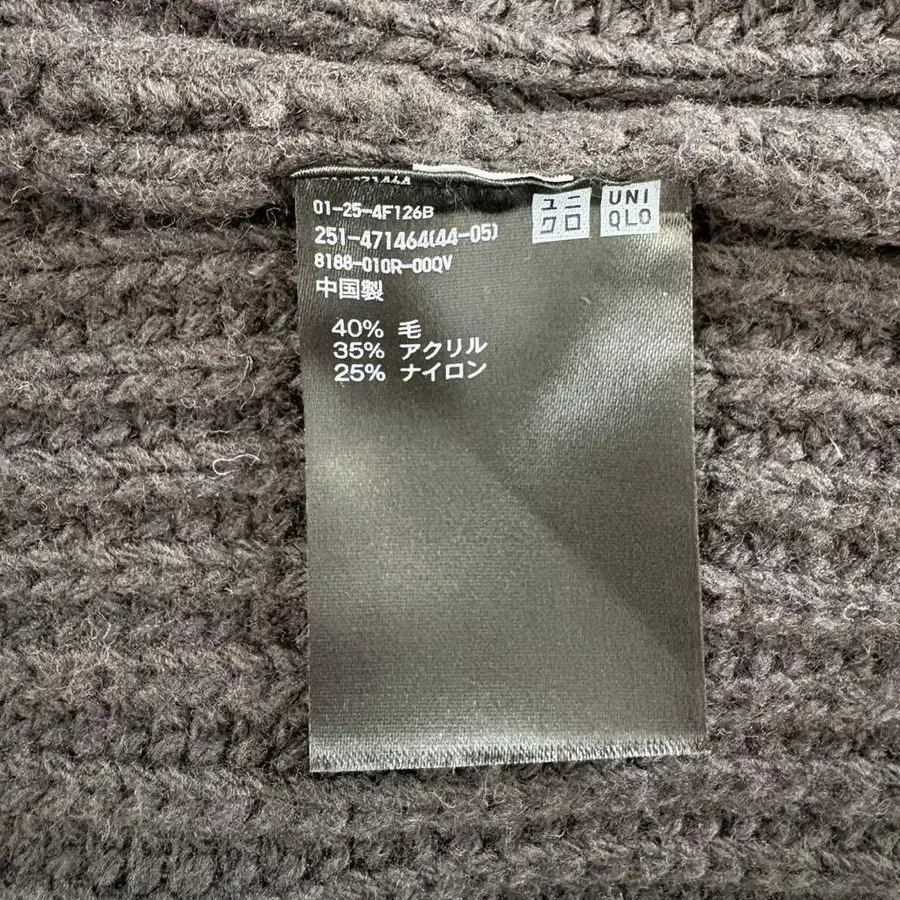 ユニ
クロ
UNI
QLO
01-25-4F126B
251-471464(44-05)
8188-010R-00QV
中国製
40% 毛
35% アクリル
25% ナイロン